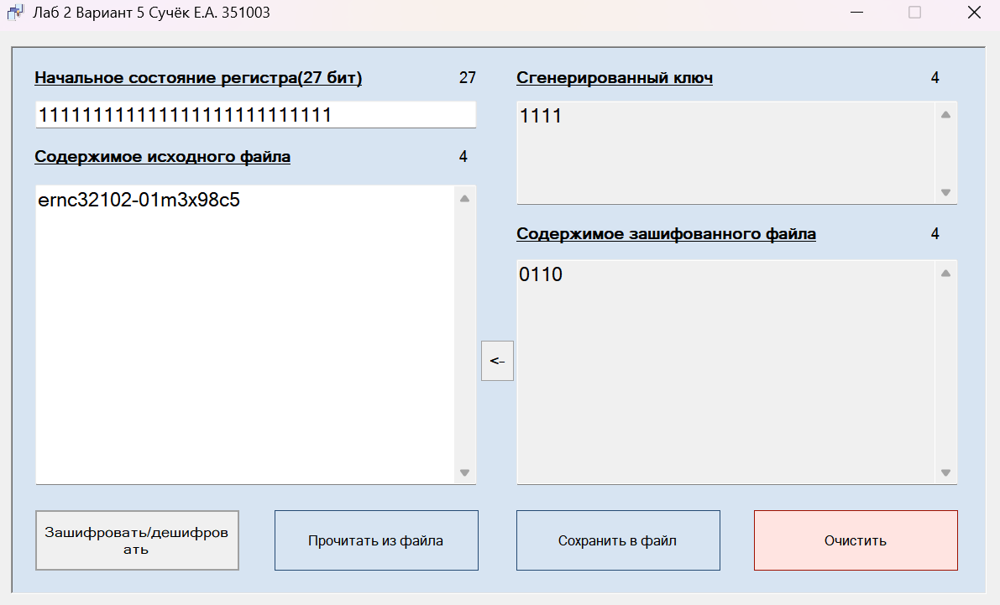 Лаб 2 Вариант 5 Сучёк Е.А. 351003
Начальное состояние регистра(27 бит) 27
111111111111111111111111111
Содержимое исходного файла 4
ernc32102-01m3x98c5
Сгенерированный ключ 4
1111
Содержимое зашифованного файла 4
0110
<-
Зашифровать/дешифров
ать
Прочитать из файла
Сохранить в файл
Очистить